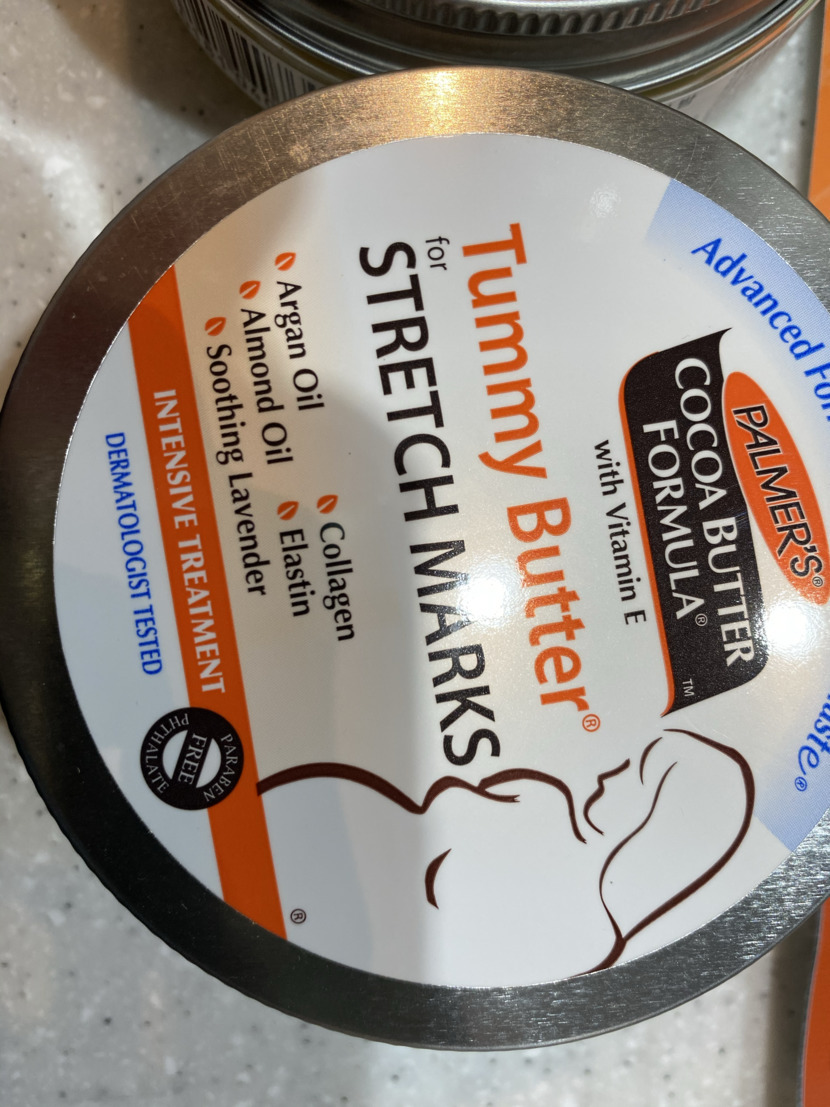 Advanced
PALMER'S®
COCOA BUTTER
FORMULA®
TM
with Vitamin E
Tummy Butter®
for
STRETCH MARKS
Argan Oil
Almond Oil
Soothing Lavender
Collagen
Elastin
INTENSIVE TREATMENT
DERMATOLOGIST TESTED
PARABEN
FREE
PHTHALATE
®